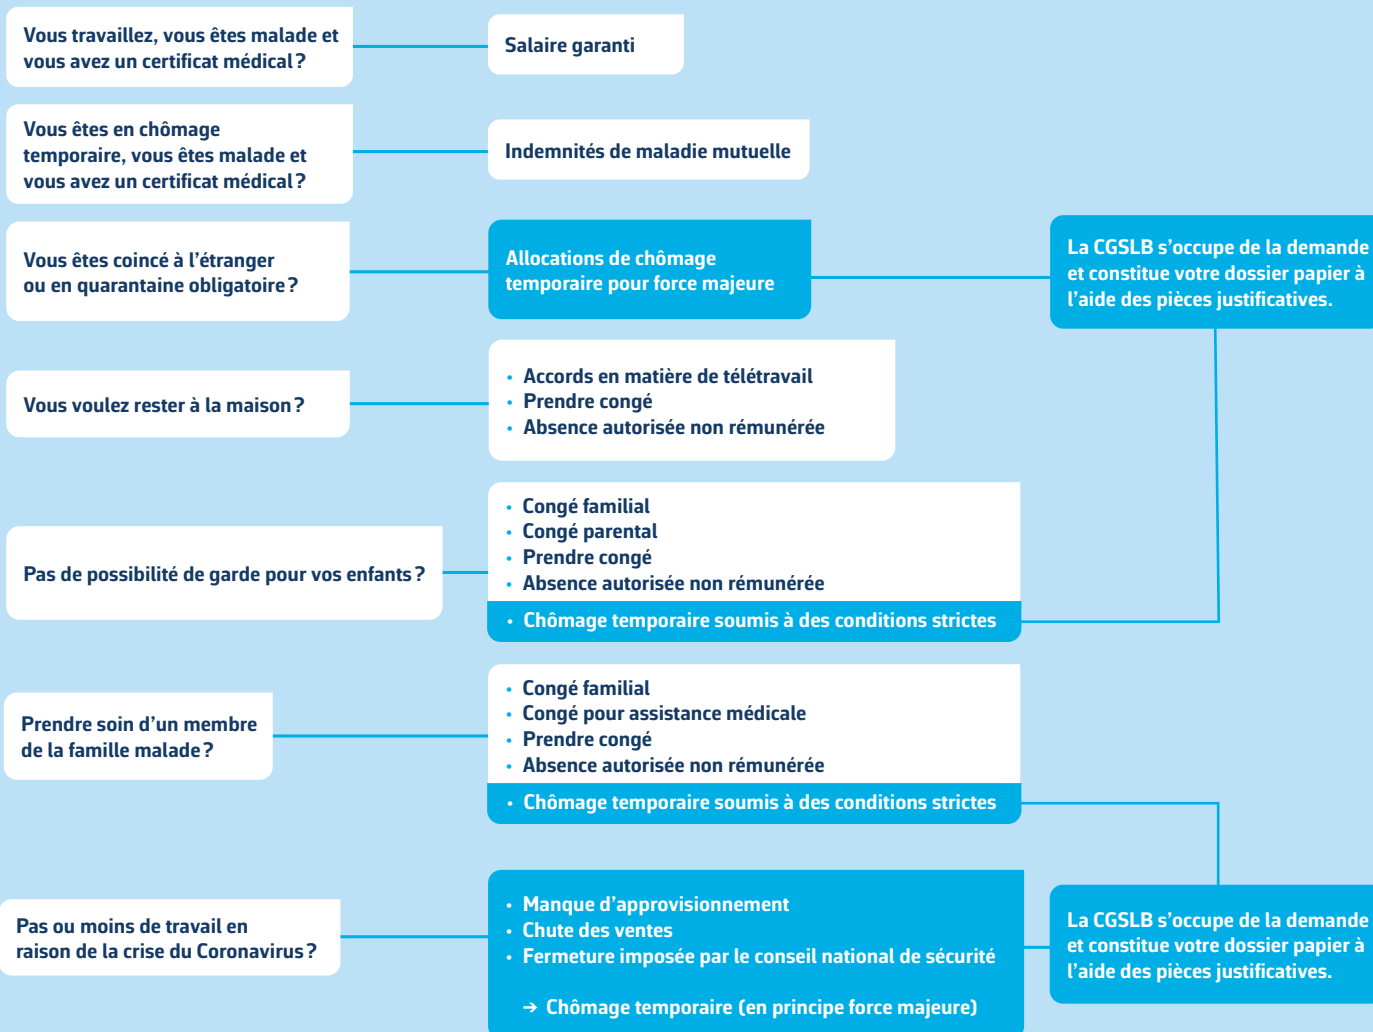 Vous travaillez, vous êtes malade et
vous avez un certificat médical ?
Salaire garanti
Vous êtes en chômage
temporaire, vous êtes malade et
vous avez un certificat médical ?
Indemnités de maladie mutuelle
Vous êtes coincé à l’étranger
ou en quarantaine obligatoire ?
Allocations de chômage
temporaire pour force majeure
La CGSLB s’occupe de la demande
et constitue votre dossier papier à
l’aide des pièces justificatives.
Vous voulez rester à la maison ?
• Accords en matière de télétravail
• Prendre congé
• Absence autorisée non rémunérée
Pas de possibilité de garde pour vos enfants ?
• Congé familial
• Congé parental
• Prendre congé
• Absence autorisée non rémunérée
• Chômage temporaire soumis à des conditions strictes
Prendre soin d’un membre
de la famille malade ?
• Congé familial
• Congé pour assistance médicale
• Prendre congé
• Absence autorisée non rémunérée
• Chômage temporaire soumis à des conditions strictes
Pas ou moins de travail en
raison de la crise du Coronavirus ?
• Manque d’approvisionnement
• Chute des ventes
• Fermeture imposée par le conseil national de sécurité
→ Chômage temporaire (en principe force majeure)
La CGSLB s’occupe de la demande
et constitue votre dossier papier à
l’aide des pièces justificatives.